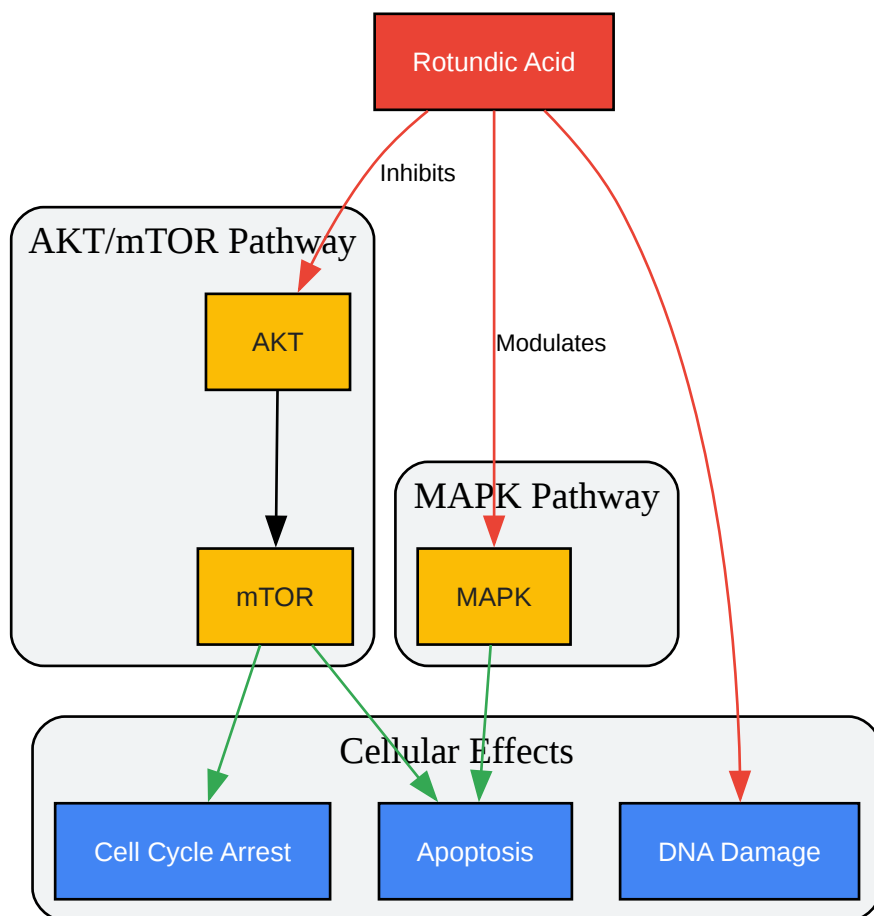 Rotundic Acid
Inhibits
AKT/mTOR Pathway
AKT
Modulates
MAPK Pathway
mTOR
MAPK
Cellular Effects
Cell Cycle Arrest
Apoptosis
DNA Damage